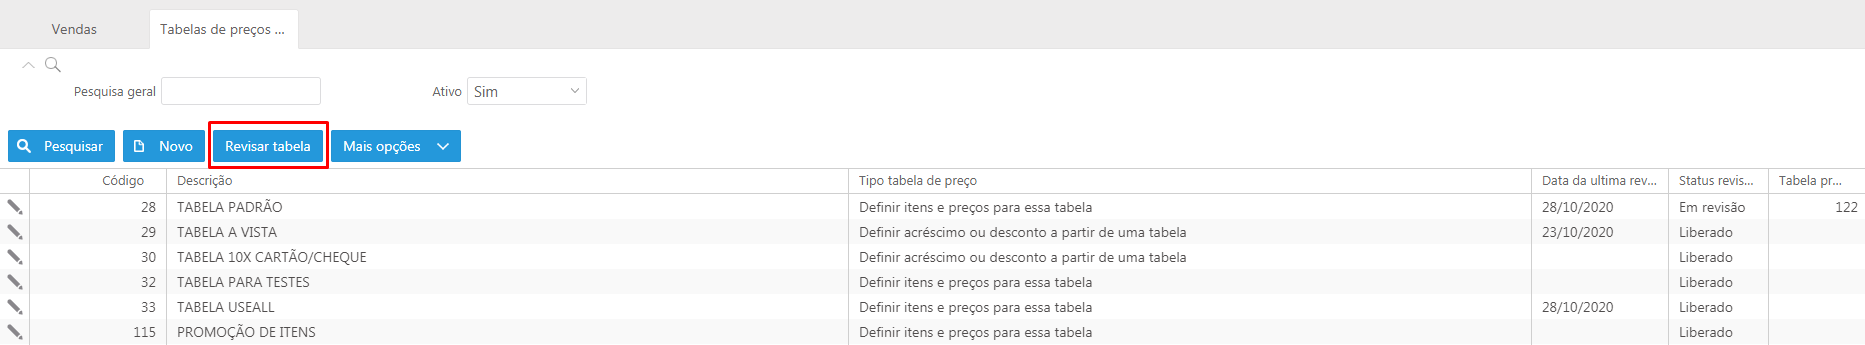 Vendas Tabelas de preços ...
Pesquisa geral Ativo Sim
Pesquisar Novo Revisar tabela Mais opções
Código Descrição Tipo tabela de preço Data da ultima rev... Status revis... Tabela pr...
28 TABELA PADRÃO Definir itens e preços para essa tabela 28/10/2020 Em revisão 122
29 TABELA A VISTA Definir acréscimo ou desconto a partir de uma tabela 23/10/2020 Liberado
30 TABELA 10X CARTÃO/CHEQUE Definir acréscimo ou desconto a partir de uma tabela Liberado
32 TABELA PARA TESTES Definir itens e preços para essa tabela Liberado
33 TABELA USEALL Definir itens e preços para essa tabela 28/10/2020 Liberado
115 PROMOÇÃO DE ITENS Definir itens e preços para essa tabela Liberado